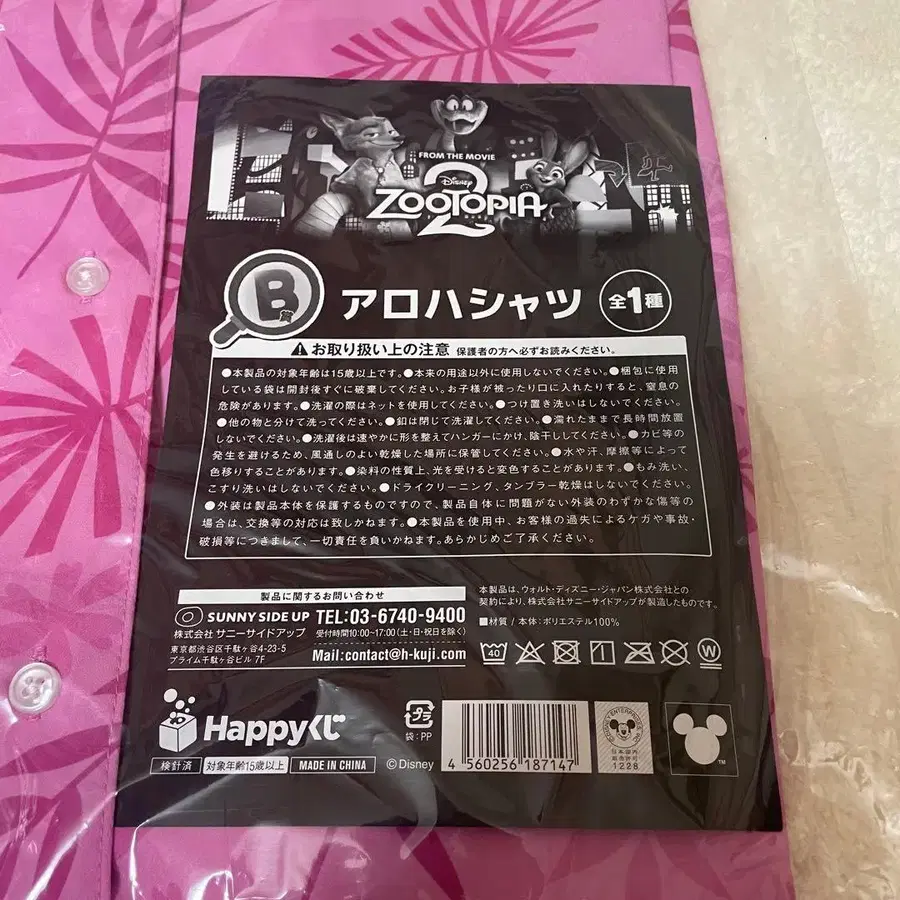 FROM THE MOVIE
Disney
ZOOTOPIA
2
B
アロハシャツ
全1種
お取り扱い上の注意 保護者の方へ必ずお読みください。
●本製品の対象年齢は15歳以上です。●本来の用途以外に使用しないでください。●梱包に使用
している袋は開封後すぐに破棄してください。お子様が被ったり口に入れたりすると、窒息の
危険があります。●洗濯の際はネットを使用してください。●つけ置き洗いはしないでください。
●他の物と分けて洗ってください。●釦は閉じて洗濯してください。●濡れたままで長時間放置
しないでください。●洗濯後は速やかに形を整えてハンガーにかけ、陰干ししてください。●カビ等の
発生を避けるため、風通しのよい乾燥した場所に保管してください。●水や汗、摩擦等によって
色移りすることがあります。●染料の性質上、光を受けると変色することがあります。●もみ洗い、
こすり洗いはしないでください。●ドライクリーニング、タンブラー乾燥はしないでください。
●外装は製品本体を保護するものですので、製品自体に問題がない外装のわずかな傷等の
場合は、交換等の対応は致しかねます。●本製品を使用中、お客様の過失によるケガや事故・
破損等につきまして、一切責任を負いかねます。あらかじめご了承ください。
製品に関するお問い合わせ
SUNNY SIDE UP
株式会社 サニーサイドアップ
東京都渋谷区千駄ヶ谷4-23-5
プライム千駄ヶ谷ビル 7F
TEL:03-6740-9400
受付時間10:00~17:00(土・日・祝日を除く)
Mail:contact@h-kuji.com
本製品は、ウォルト・ディズニー・ジャパン株式会社との
契約により、株式会社サニーサイドアップが製造したものです。
■材質 / 本体:ポリエステル100%
40
W
Happyくじ
検針済
対象年齢15歳以上
MADE IN CHINA
©Disney
プラ
袋:PP
4 560256 187147
日本国内
販売許可
1228
TM